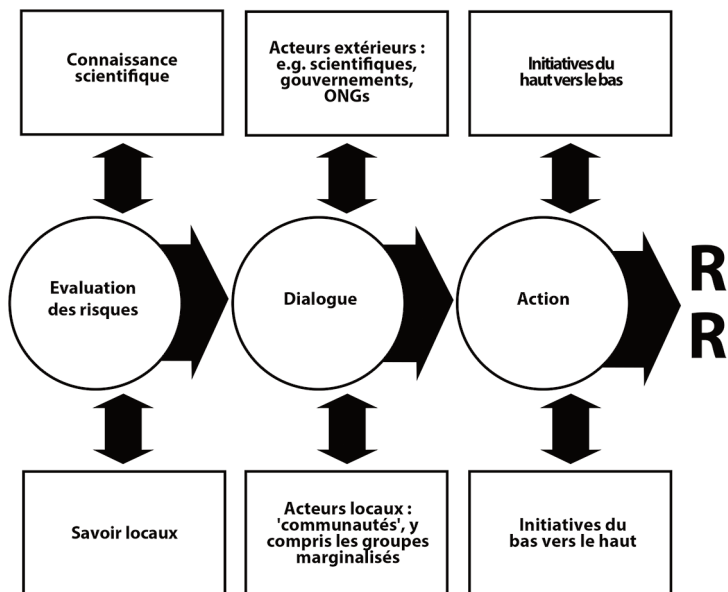 Connaissance
scientifique
Acteurs extérieurs :
e.g. scientifiques,
gouvernements,
ONGs
Initiatives du
haut vers le bas
Evaluation
des risques
Dialogue
Action
R
R
Savoir locaux
Acteurs locaux :
'communautés', y
compris les groupes
marginalisés
Initiatives du
bas vers le haut